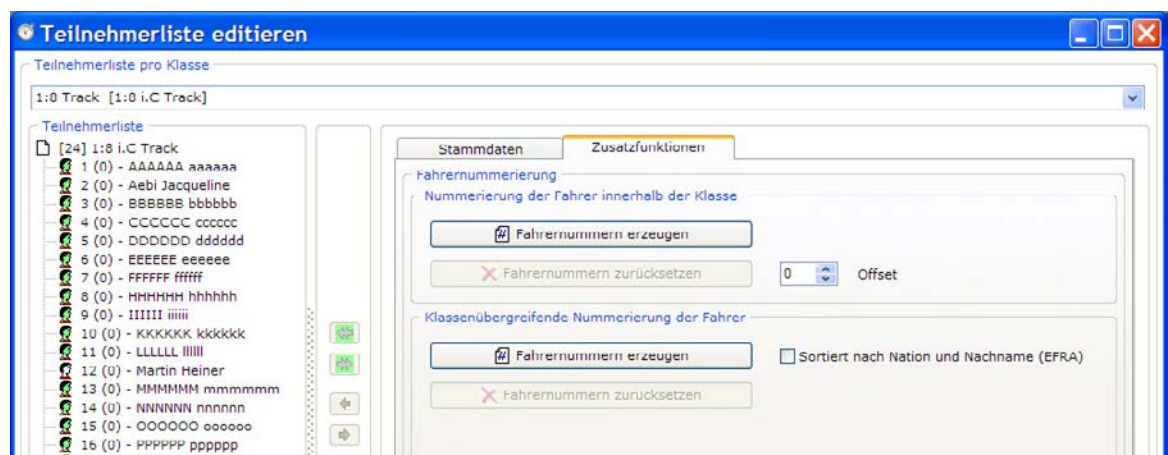 Teilnehmerliste editieren
Teilnehmerliste pro Klasse
1:8 Track [1:8 i.C Track]
Teilnehmerliste
[24] 1:8 i.C Track
1 (0) - AAAAAA aaaaaa
2 (0) - Aebi Jacqueline
3 (0) - BBBBBB bbbbbb
4 (0) - CCCCCC cccccc
5 (0) - DDDDDD dddddd
6 (0) - EEEEEE eeeeee
7 (0) - FFFFFF ffffff
8 (0) - HHHHHH hhhhhh
9 (0) - IIIIII iiiiii
10 (0) - KKKKKK kkkkkk
11 (0) - LLLLLL llllll
12 (0) - Martin Heiner
13 (0) - MMMMMM mmmmmm
14 (0) - NNNNNN nnnnnn
15 (0) - OOOOOO oooooo
16 (0) - PPPPPP pppppp
Stammdaten Zusatzfunktionen
Fahrernummerierung
Nummerierung der Fahrer innerhalb der Klasse
Fahrernummern erzeugen
Fahrernummern zurücksetzen 0 Offset
Klassenübergreifende Nummerierung der Fahrer
Fahrernummern erzeugen Sortiert nach Nation und Nachname (EFRA)
Fahrernummern zurücksetzen